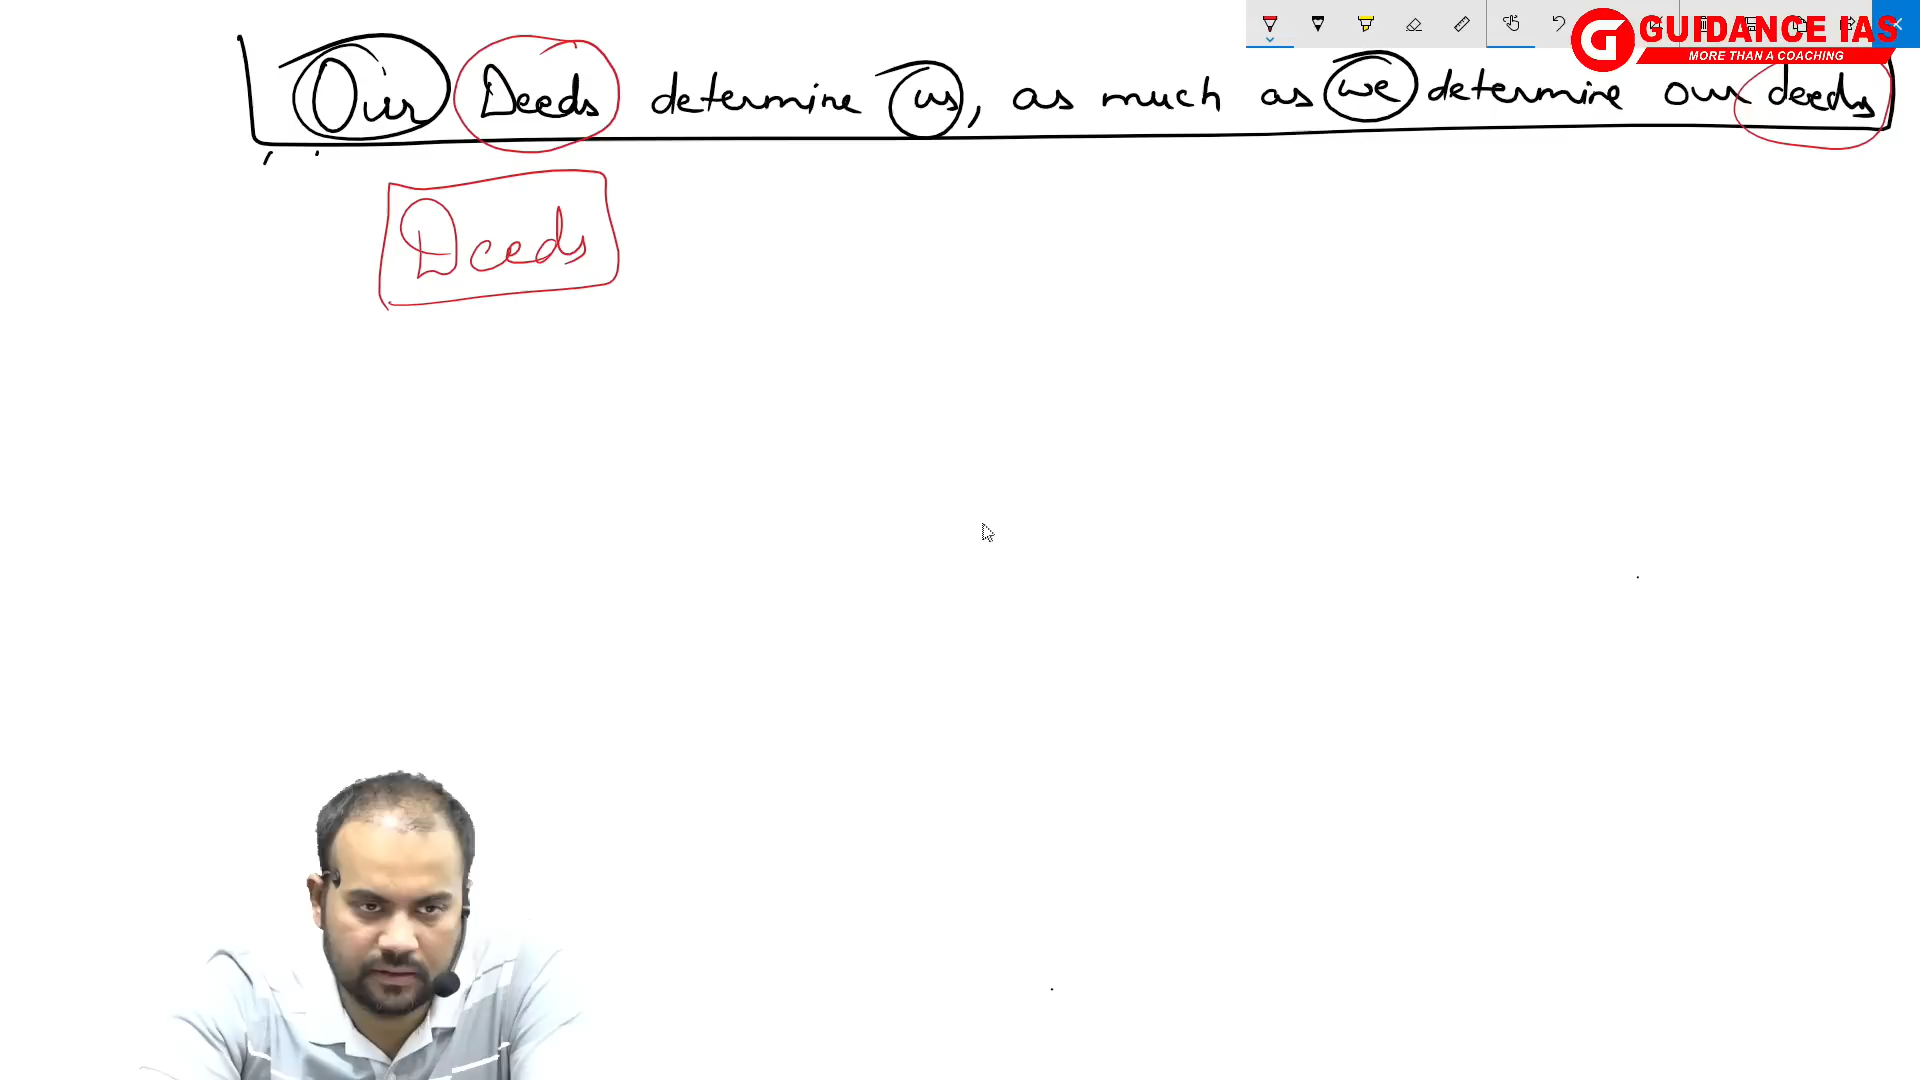 GUIDANCE IAS
MORE THAN A COACHING
Our Deeds determine us, as much as we determine our deeds
Deeds